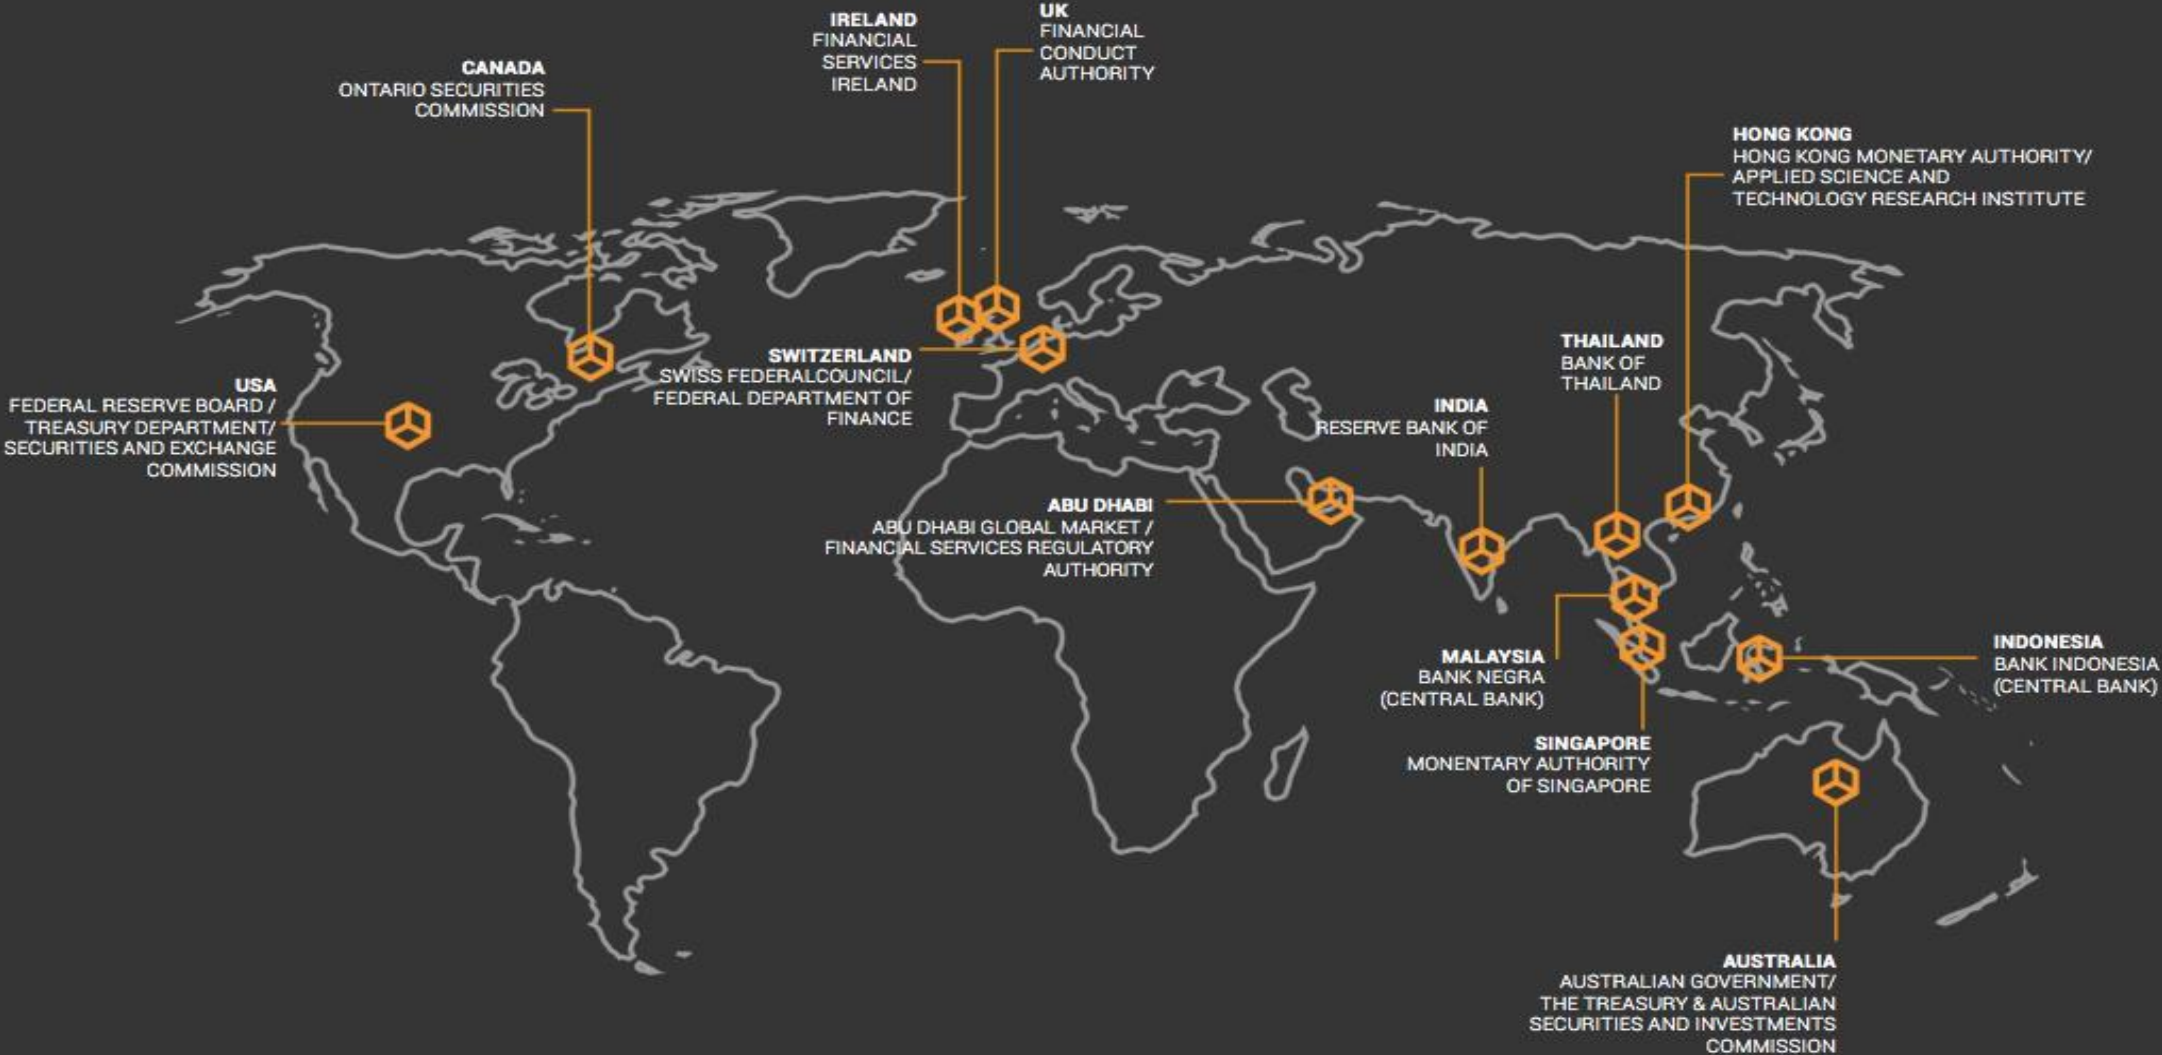 IRELAND
FINANCIAL
SERVICES
IRELAND
UK
FINANCIAL
CONDUCT
AUTHORITY
CANADA
ONTARIO SECURITIES
COMMISSION
HONG KONG
HONG KONG MONETARY AUTHORITY/
APPLIED SCIENCE AND
TECHNOLOGY RESEARCH INSTITUTE
USA
FEDERAL RESERVE BOARD /
TREASURY DEPARTMENT/
SECURITIES AND EXCHANGE
COMMISSION
SWITZERLAND
SWISS FEDERALCOUNCIL/
FEDERAL DEPARTMENT OF
FINANCE
THAILAND
BANK OF
THAILAND
INDIA
RESERVE BANK OF
INDIA
ABU DHABI
ABU DHABI GLOBAL MARKET /
FINANCIAL SERVICES REGULATORY
AUTHORITY
MALAYSIA
BANK NEGRA
(CENTRAL BANK)
INDONESIA
BANK INDONESIA
(CENTRAL BANK)
SINGAPORE
MONENTARY AUTHORITY
OF SINGAPORE
AUSTRALIA
AUSTRALIAN GOVERNMENT/
THE TREASURY & AUSTRALIAN
SECURITIES AND INVESTMENTS
COMMISSION